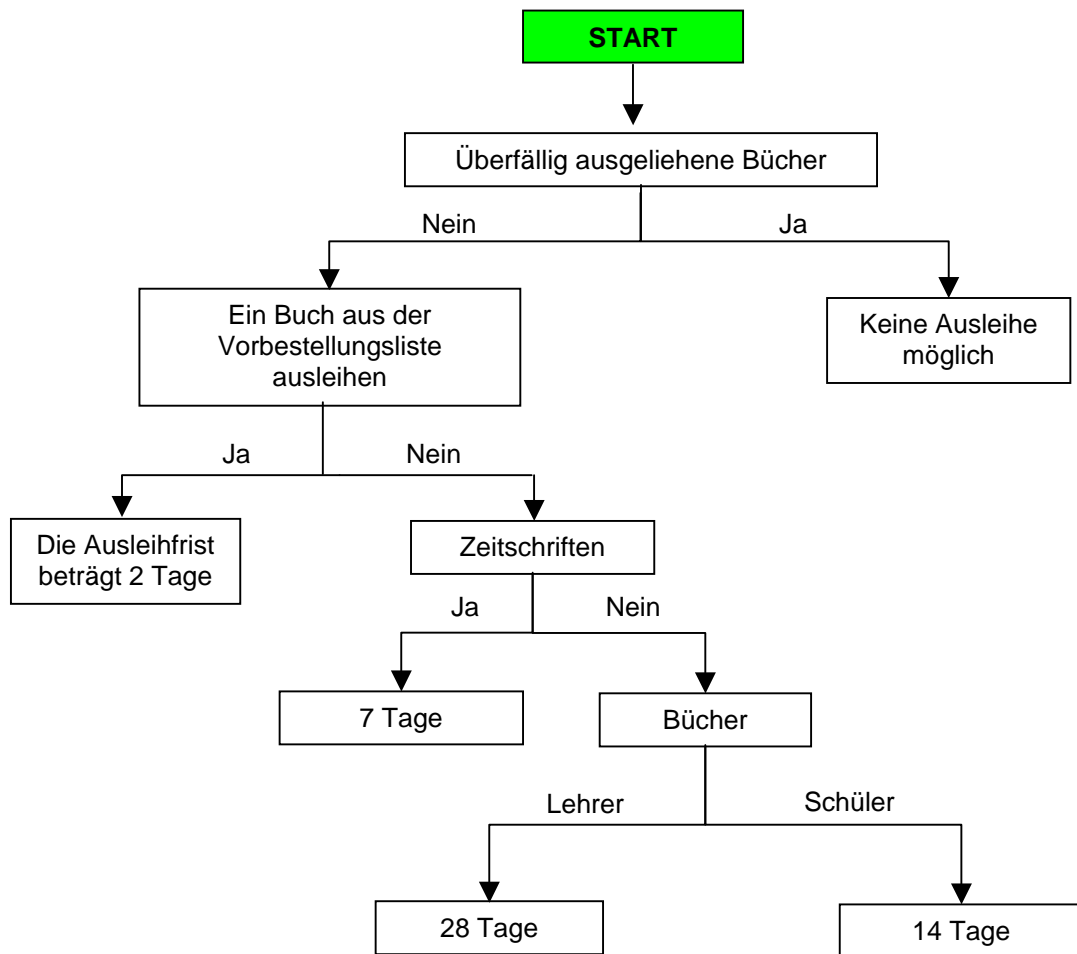 START
Überfällig ausgeliehene Bücher
Nein
Ja
Ein Buch aus der
Vorbestellungsliste
ausleihen
Keine Ausleihe
möglich
Ja
Nein
Die Ausleihfrist
beträgt 2 Tage
Zeitschriften
Ja
Nein
7 Tage
Bücher
Lehrer
Schüler
28 Tage
14 Tage